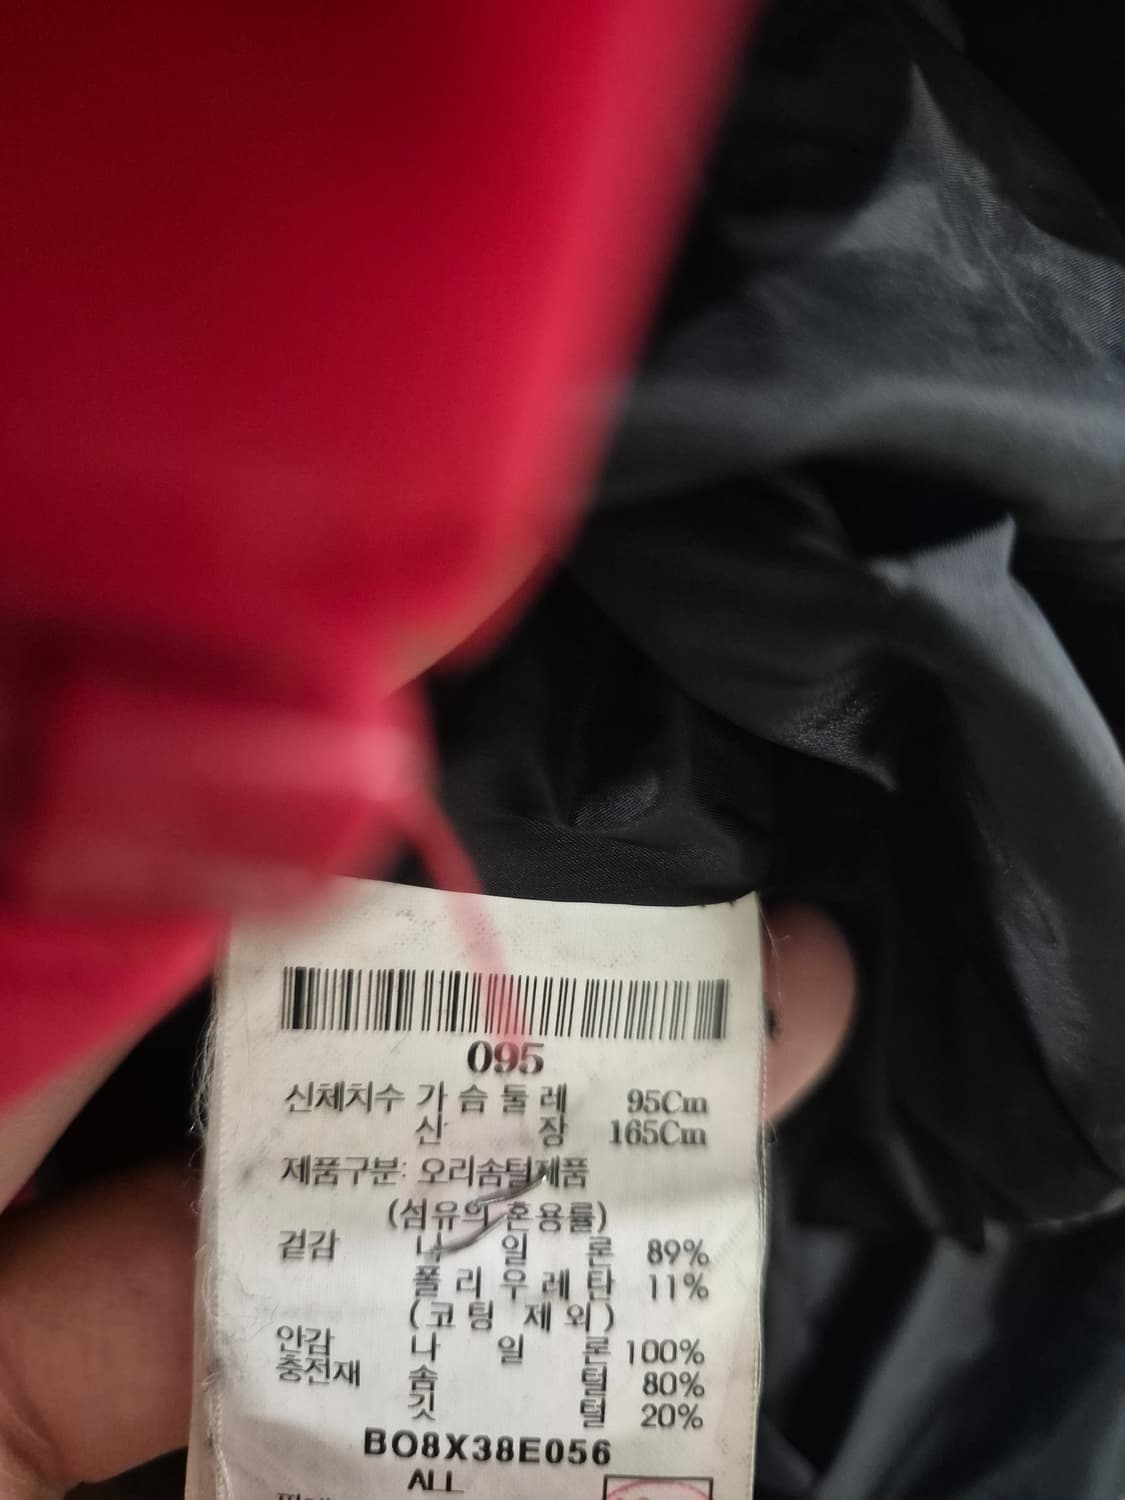 095
신체치수 가슴둘레 95Cm
신장 165Cm
제품구분: 오리솜털제품
(섬유의 혼용률)
겉감 나일론 89%
폴리우레탄 11%
(코팅 제외)
안감 나일론 100%
충전재 솜털 80%
깃털 20%
BO8X38E056
ALL